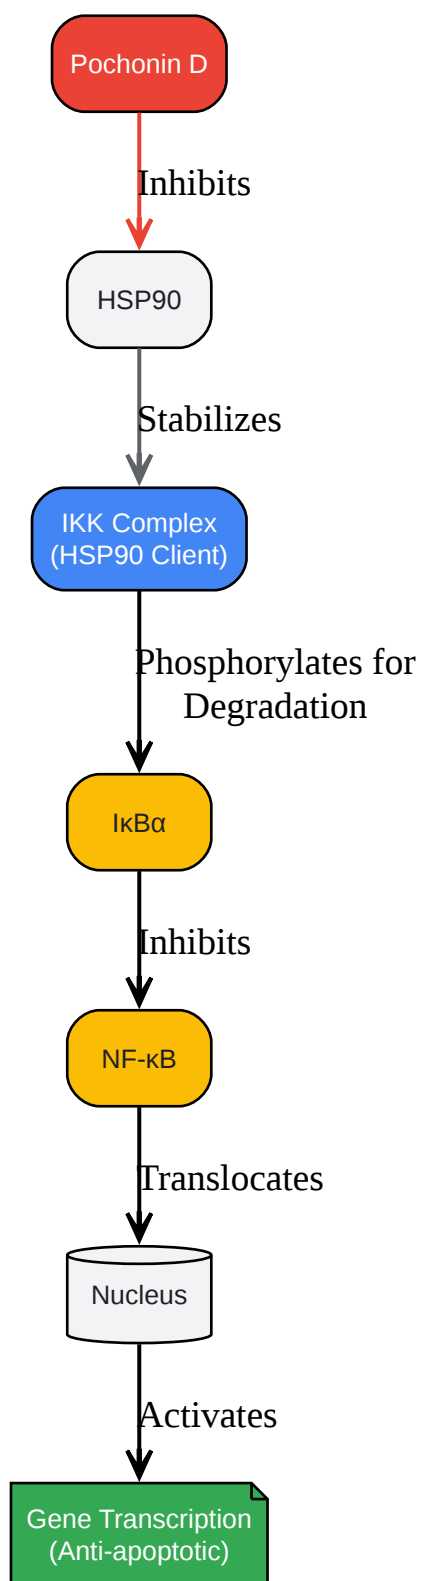 Pochonin D
Inhibits
HSP90
Stabilizes
IKK Complex
(HSP90 Client)
Phosphorylates for
Degradation
IκBα
Inhibits
NF-κB
Translocates
Nucleus
Activates
Gene Transcription
(Anti-apoptotic)